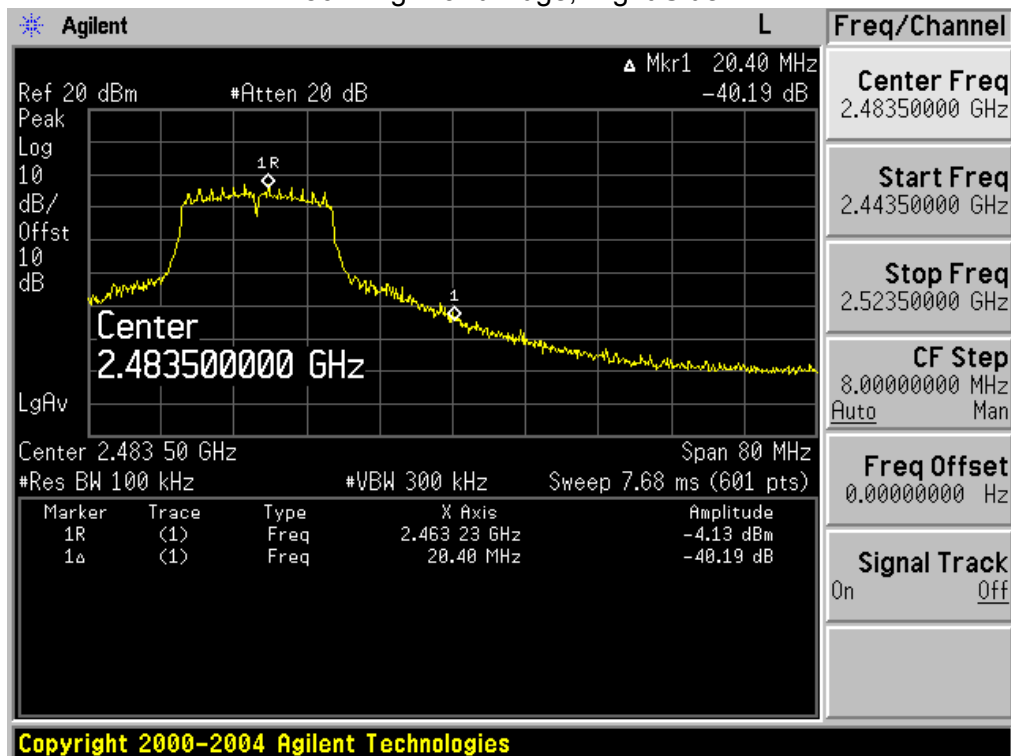 Agilent L Freq/Channel
Δ Mkr1 20.40 MHz
Ref 20 dBm #Atten 20 dB -40.19 dB
Peak
Log
10
dB/
Offst
10
dB
1R
1
Center
2.483500000 GHz
LgAv
Center 2.483 50 GHz Span 80 MHz
#Res BW 100 kHz #VBW 300 kHz Sweep 7.68 ms (601 pts)
Marker Trace Type X Axis Amplitude
1R (1) Freq 2.463 23 GHz -4.13 dBm
1Δ (1) Freq 20.40 MHz -40.19 dB
Center Freq
2.48350000 GHz
Start Freq
2.44350000 GHz
Stop Freq
2.52350000 GHz
CF Step
8.00000000 MHz
Auto Man
Freq Offset
0.00000000 Hz
Signal Track
On Off
Copyright 2000-2004 Agilent Technologies